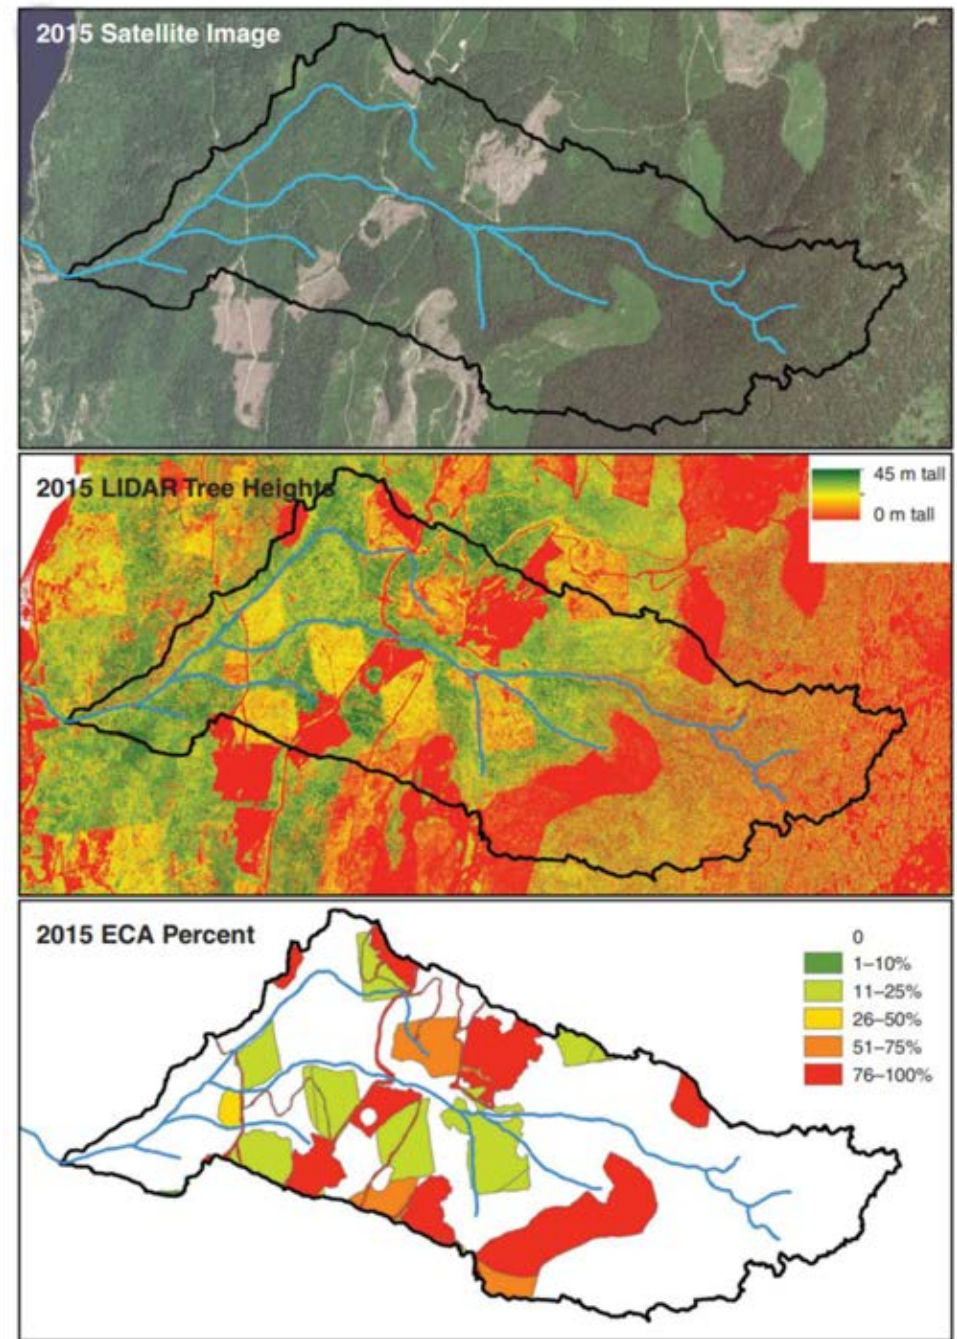 2015 Satellite Image
2015 LIDAR Tree Heights
45 m tall
0 m tall
2015 ECA Percent
0
1–10%
11–25%
26–50%
51–75%
76–100%